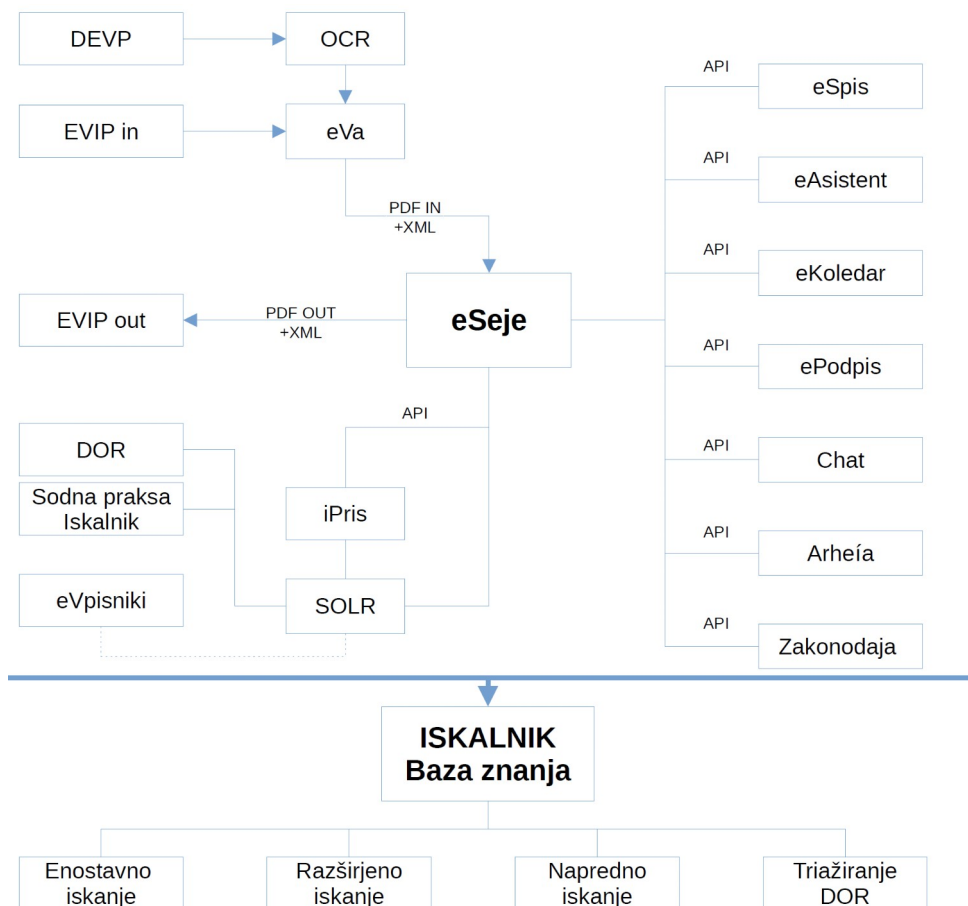 DEVP
OCR
API
eSpis
EVIP in
eVa
API
eAsistent
PDF IN
+XML
API
eKoledar
EVIP out
PDF OUT
+XML
eSeje
API
ePodpis
API
DOR
API
Chat
Sodna praksa
Iskalnik
iPris
API
Arheía
eVpisniki
SOLR
API
Zakonodaja
ISKALNIK
Baza znanja
Enostavno
iskanje
Razširjeno
iskanje
Napredno
iskanje
Triažiranje
DOR